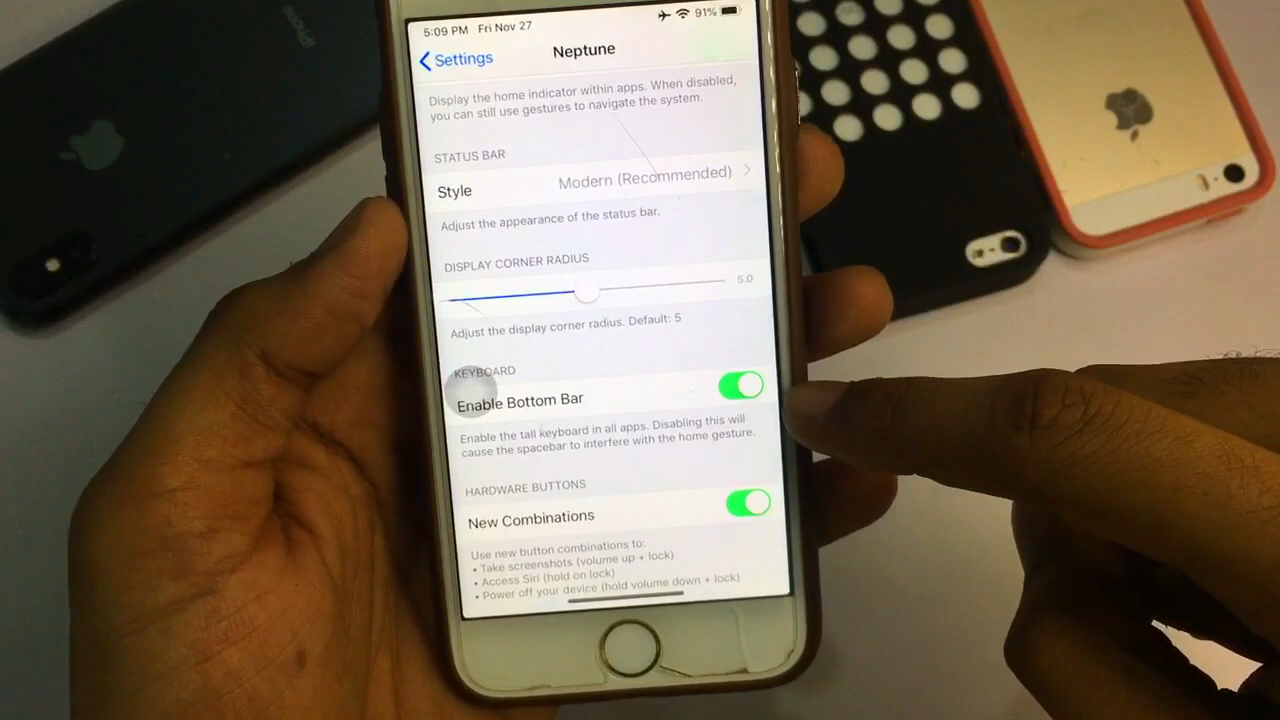 iPhone
5:09 PM Fri Nov 27 91%
Settings
Neptune
Display the home indicator within apps. When disabled,
you can still use gestures to navigate the system.
STATUS BAR
Style Modern (Recommended)
Adjust the appearance of the status bar.
DISPLAY CORNER RADIUS
5.0
Adjust the display corner radius. Default: 5
KEYBOARD
Enable Bottom Bar
Enable the tall keyboard in all apps. Disabling this will
cause the spacebar to interfere with the home gesture.
HARDWARE BUTTONS
New Combinations
Use new button combinations to:
• Take screenshots (volume up + lock)
• Access Siri (hold on lock)
• Power off your device (hold volume down + lock)